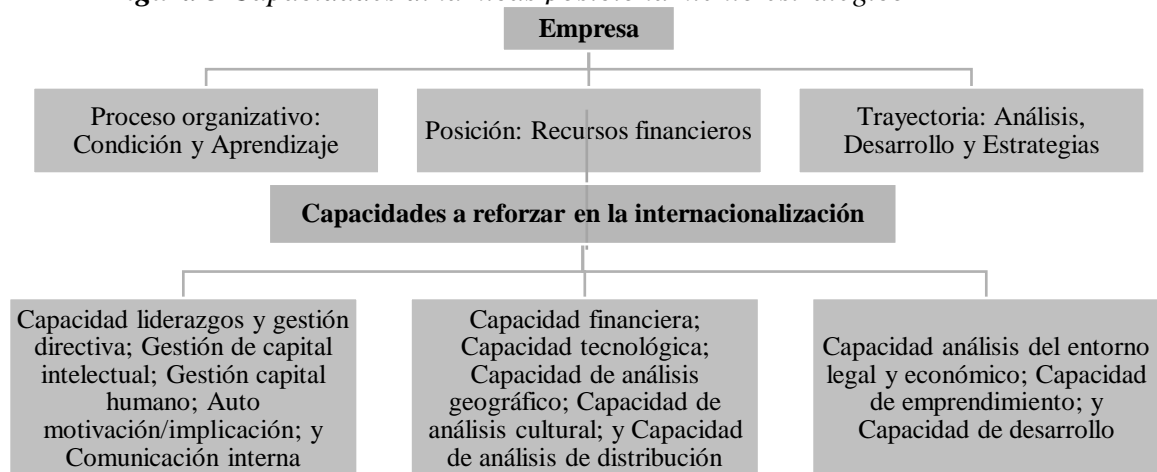 Empresa
Proceso organizativo:
Condición y Aprendizaje
Posición: Recursos financieros
Trayectoria: Análisis,
Desarrollo y Estrategias
Capacidades a reforzar en la internacionalización
Capacidad liderazgos y gestión
directiva; Gestión de capital
intelectual; Gestión capital
humano; Auto
motivación/implicación; y
Comunicación interna
Capacidad financiera;
Capacidad tecnológica;
Capacidad de análisis
geográfico; Capacidad de
análisis cultural; y Capacidad
de análisis de distribución
Capacidad análisis del entorno
legal y económico; Capacidad
de emprendimiento; y
Capacidad de desarrollo